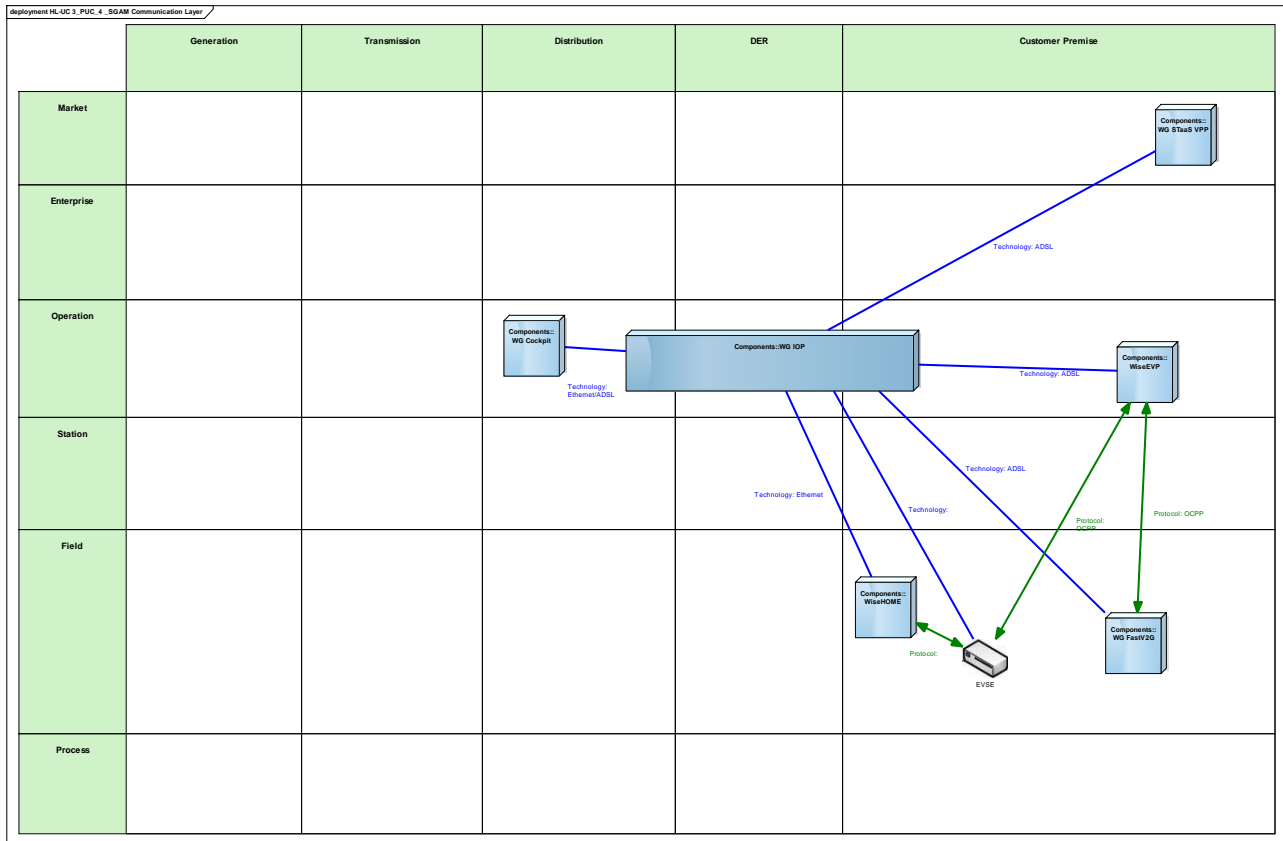 deployment HL-UC 3_PUC_4 _SGAM Communication Layer
Generation
Transmission
Distribution
DER
Customer Premise
Market
Components::
WG STaaS VPP
Enterprise
Technology: ADSL
Operation
Components::
WG Cockpit
Technology:
Ethernet/ADSL
Components::WG IOP
Technology: ADSL
Components::
WiseEVP
Station
Technology: ADSL
Technology: Ethernet
Technology:
Protocol:
OCPP
Protocol: OCPP
Field
Components::
WiseHOME
Protocol:
EVSE
Components::
WG FastV2G
Process